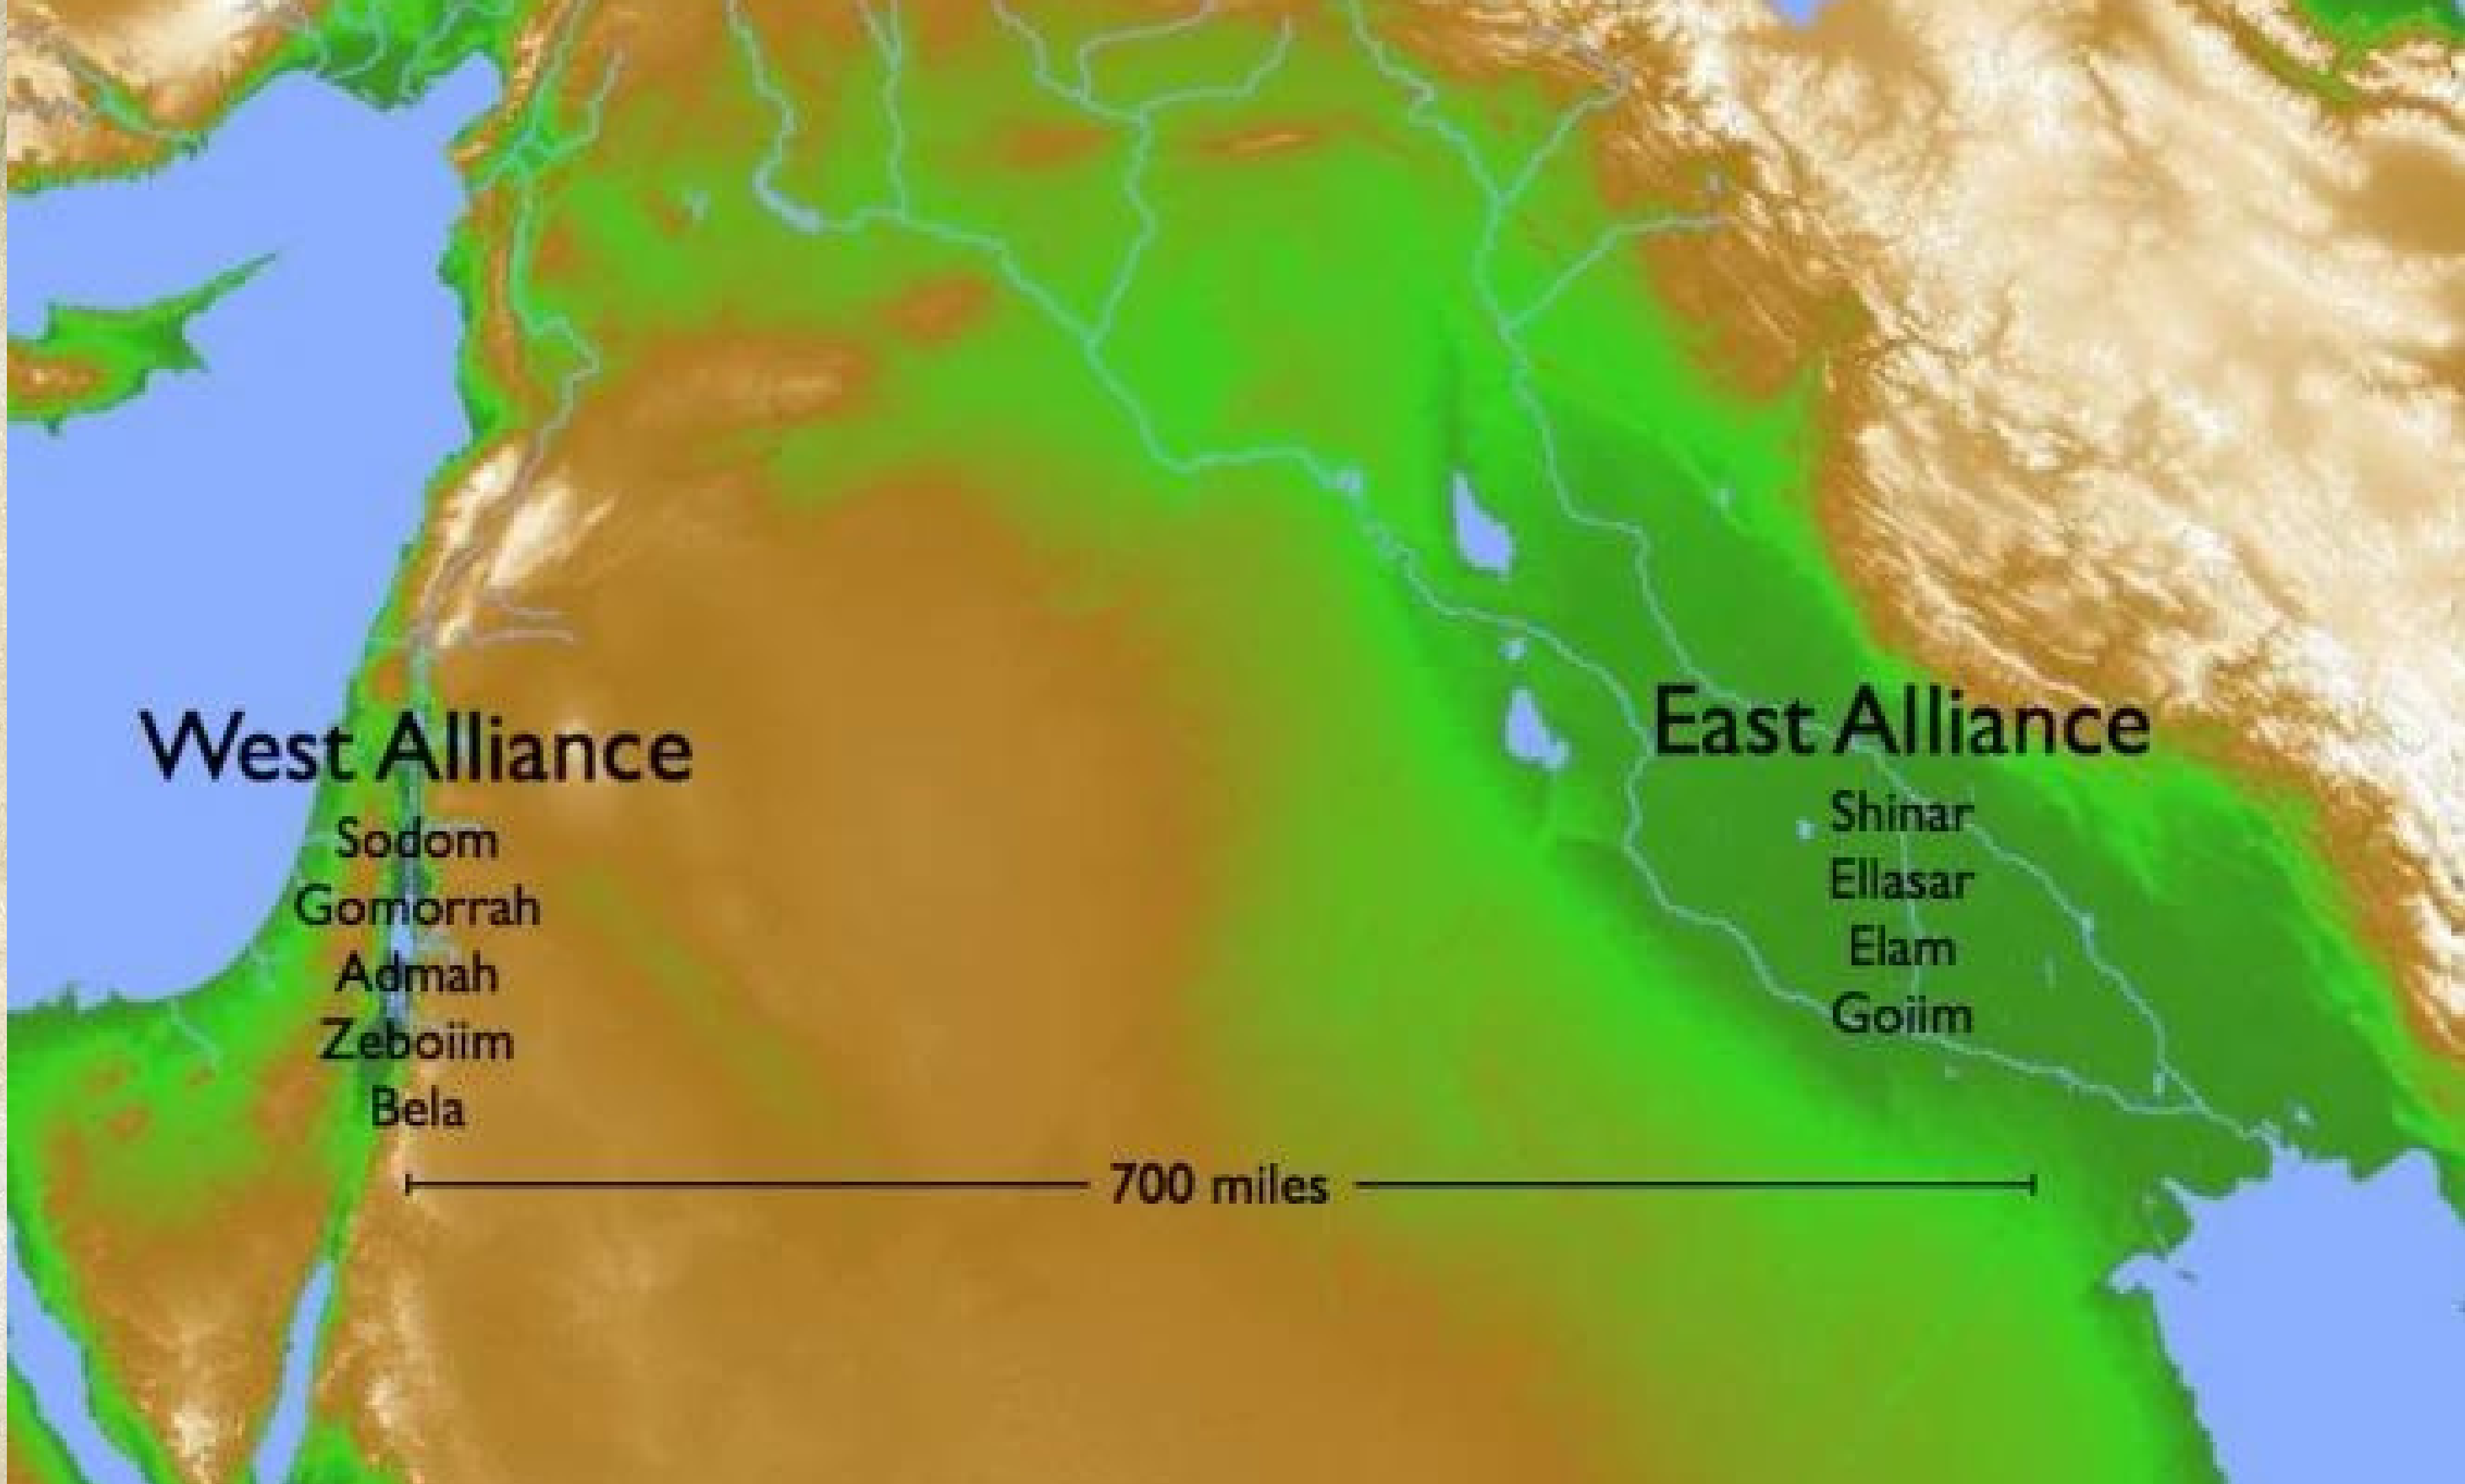 West Alliance
Sodom
Gomorrah
Admah
Zeboiim
Bela
East Alliance
Shinar
Ellasar
Elam
Goiim
700 miles